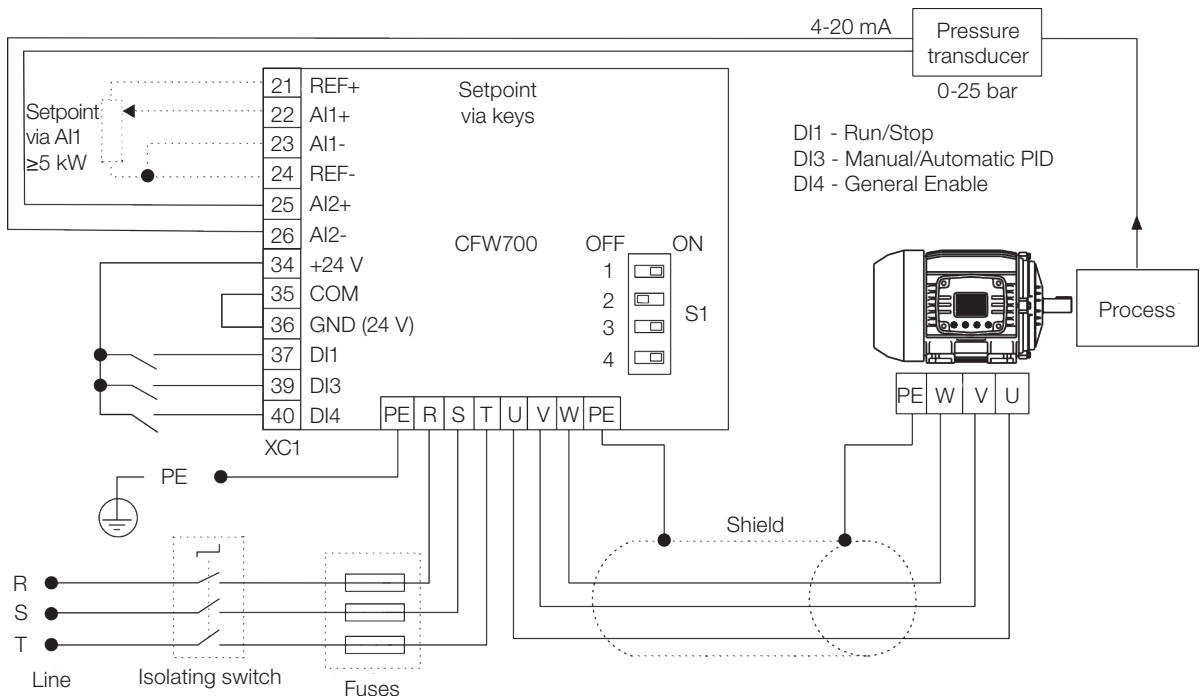 4-20 mA
Pressure
transducer
0-25 bar
Setpoint
via AI1
≥5 kW
21 REF+
22 AI1+
23 AI1-
24 REF-
25 AI2+
26 AI2-
34 +24 V
35 COM
36 GND (24 V)
37 DI1
39 DI3
40 DI4
XC1
Setpoint
via keys
CFW700
OFF ON
1
2
3
4
S1
DI1 - Run/Stop
DI3 - Manual/Automatic PID
DI4 - General Enable
Process
PE R S T U V W PE
PE W V U
PE
Shield
R
S
T
Line
Isolating switch
Fuses